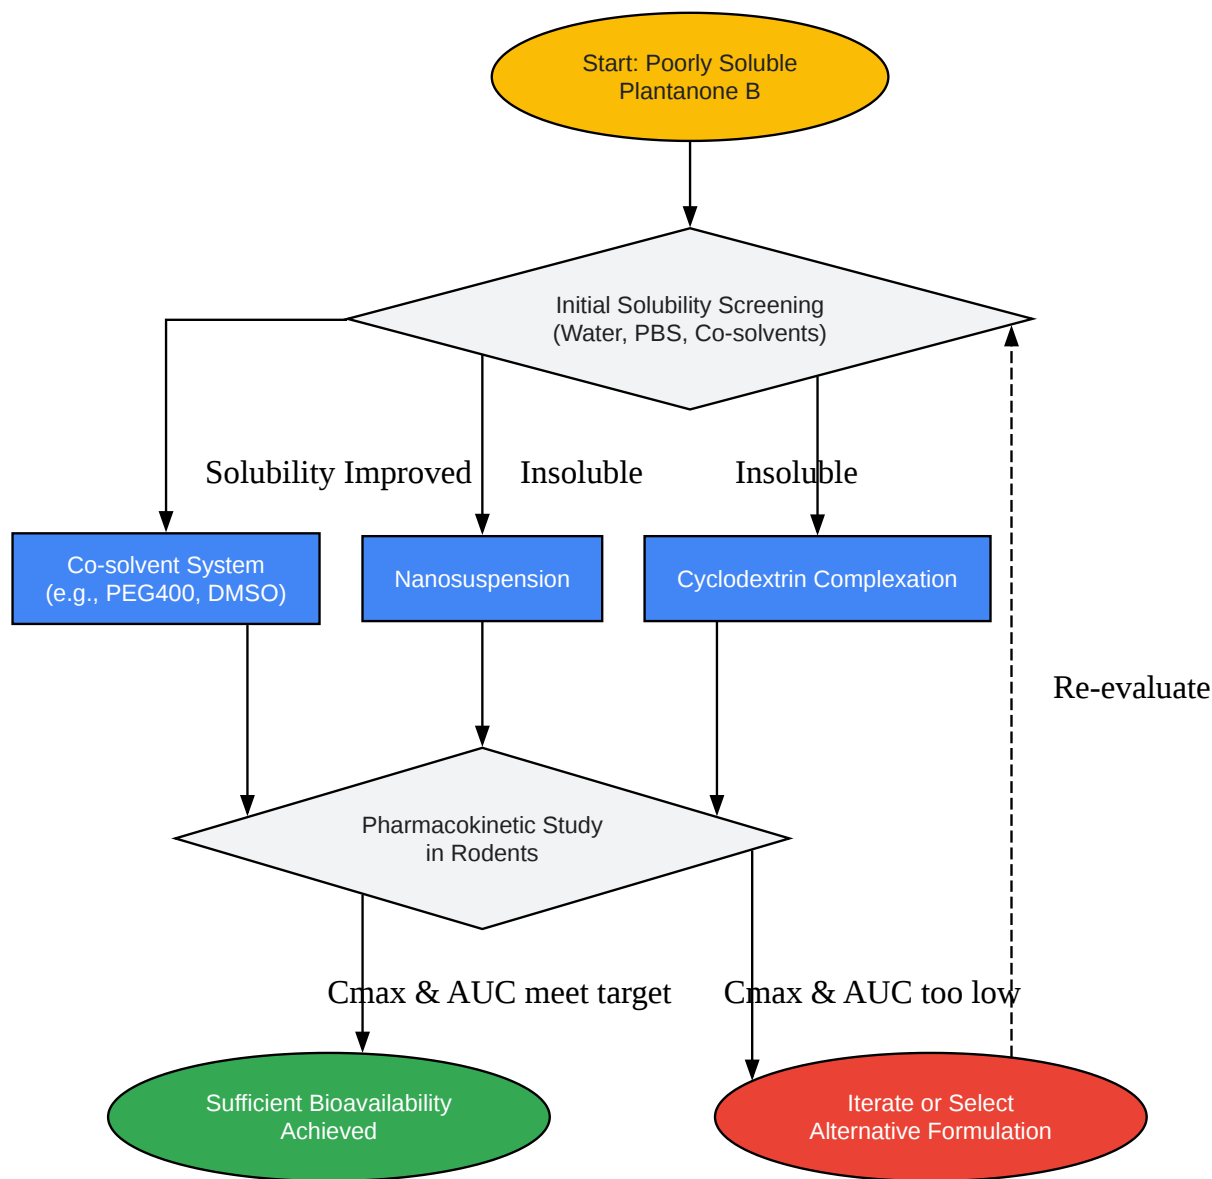 Start: Poorly Soluble
Plantanone B
Initial Solubility Screening
(Water, PBS, Co-solvents)
Solubility Improved
Insoluble
Insoluble
Co-solvent System
(e.g., PEG400, DMSO)
Nanosuspension
Cyclodextrin Complexation
Re-evaluate
Pharmacokinetic Study
in Rodents
Cmax & AUC meet target
Cmax & AUC too low
Sufficient Bioavailability
Achieved
Iterate or Select
Alternative Formulation